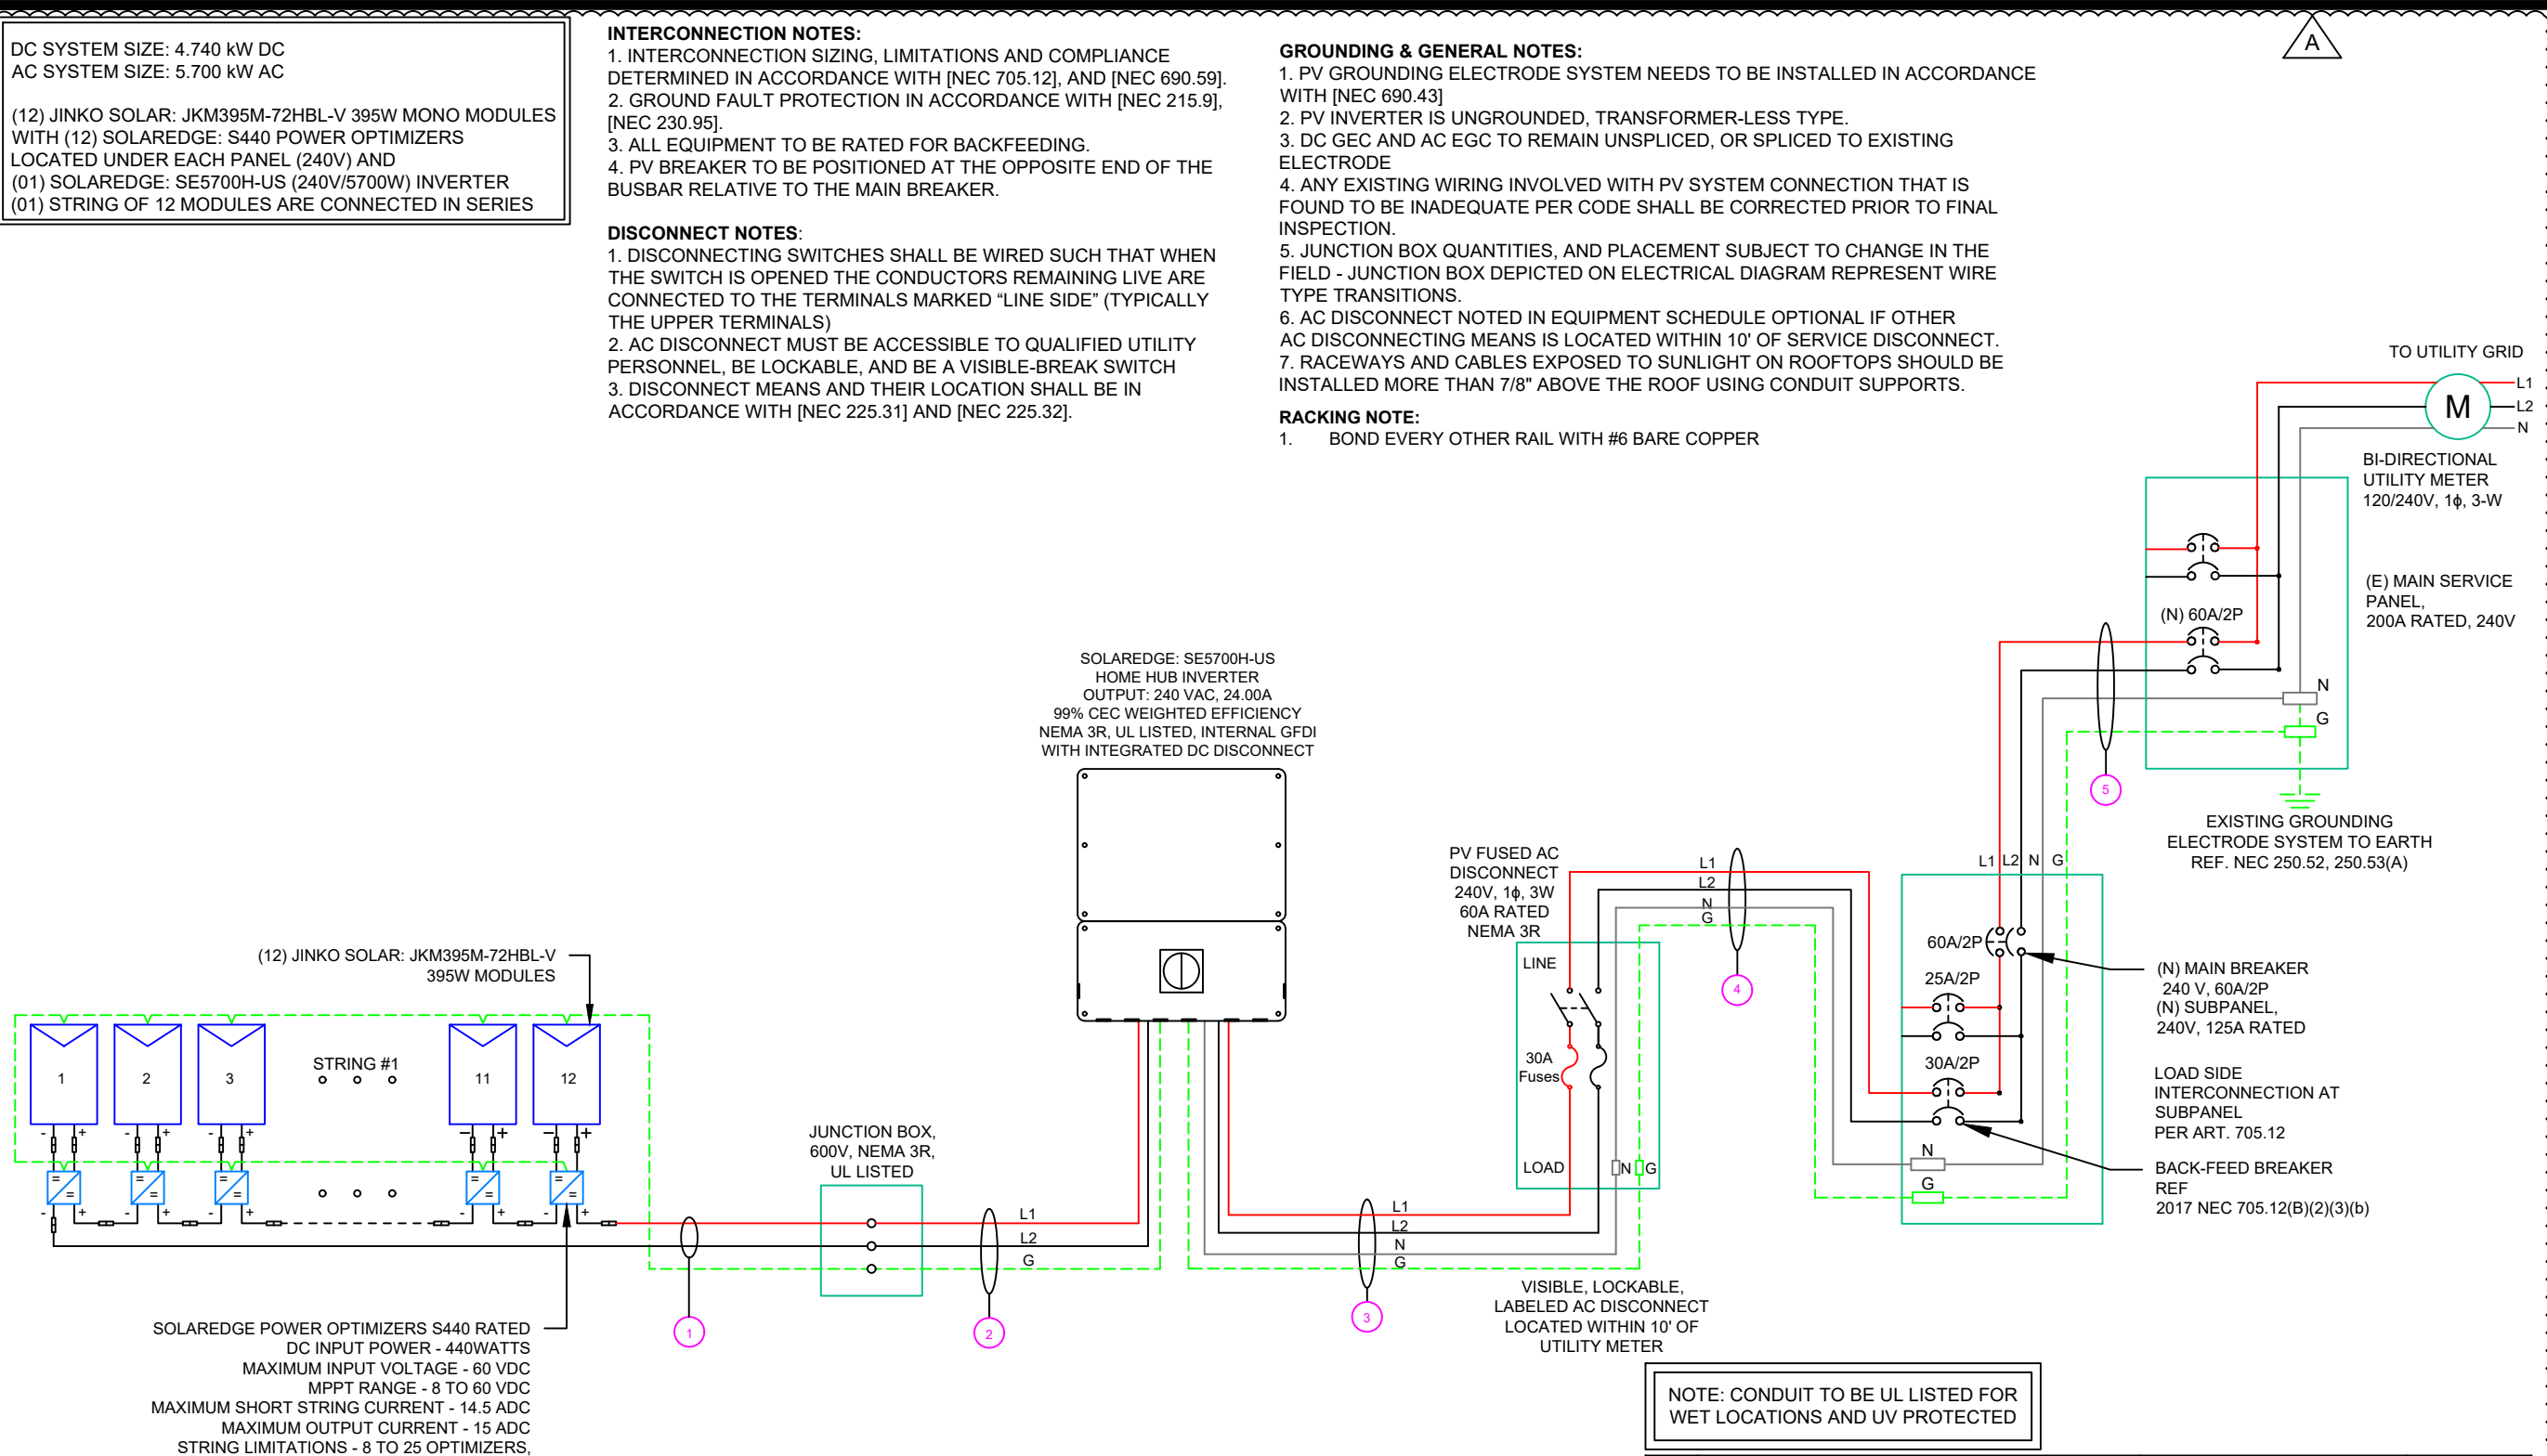 DC SYSTEM SIZE: 4.740 kW DC
AC SYSTEM SIZE: 5.700 kW AC
(12) JINKO SOLAR: JKM395M-72HBL-V 395W MONO MODULES
WITH (12) SOLAREDGE: S440 POWER OPTIMIZERS
LOCATED UNDER EACH PANEL (240V) AND
(01) SOLAREDGE: SE5700H-US (240V/5700W) INVERTER
(01) STRING OF 12 MODULES ARE CONNECTED IN SERIES
INTERCONNECTION NOTES:
1. INTERCONNECTION SIZING, LIMITATIONS AND COMPLIANCE
DETERMINED IN ACCORDANCE WITH [NEC 705.12], AND [NEC 690.59].
2. GROUND FAULT PROTECTION IN ACCORDANCE WITH [NEC 215.9],
[NEC 230.95].
3. ALL EQUIPMENT TO BE RATED FOR BACKFEEDING.
4. PV BREAKER TO BE POSITIONED AT THE OPPOSITE END OF THE
BUSBAR RELATIVE TO THE MAIN BREAKER.
DISCONNECT NOTES:
1. DISCONNECTING SWITCHES SHALL BE WIRED SUCH THAT WHEN
THE SWITCH IS OPENED THE CONDUCTORS REMAINING LIVE ARE
CONNECTED TO THE TERMINALS MARKED “LINE SIDE” (TYPICALLY
THE UPPER TERMINALS)
2. AC DISCONNECT MUST BE ACCESSIBLE TO QUALIFIED UTILITY
PERSONNEL, BE LOCKABLE, AND BE A VISIBLE-BREAK SWITCH
3. DISCONNECT MEANS AND THEIR LOCATION SHALL BE IN
ACCORDANCE WITH [NEC 225.31] AND [NEC 225.32].
GROUNDING & GENERAL NOTES:
1. PV GROUNDING ELECTRODE SYSTEM NEEDS TO BE INSTALLED IN ACCORDANCE
WITH [NEC 690.43]
2. PV INVERTER IS UNGROUNDED, TRANSFORMER-LESS TYPE.
3. DC GEC AND AC EGC TO REMAIN UNSPLICED, OR SPLICED TO EXISTING
ELECTRODE
4. ANY EXISTING WIRING INVOLVED WITH PV SYSTEM CONNECTION THAT IS
FOUND TO BE INADEQUATE PER CODE SHALL BE CORRECTED PRIOR TO FINAL
INSPECTION.
5. JUNCTION BOX QUANTITIES, AND PLACEMENT SUBJECT TO CHANGE IN THE
FIELD - JUNCTION BOX DEPICTED ON ELECTRICAL DIAGRAM REPRESENT WIRE
TYPE TRANSITIONS.
6. AC DISCONNECT NOTED IN EQUIPMENT SCHEDULE OPTIONAL IF OTHER
AC DISCONNECTING MEANS IS LOCATED WITHIN 10' OF SERVICE DISCONNECT.
7. RACEWAYS AND CABLES EXPOSED TO SUNLIGHT ON ROOFTOPS SHOULD BE
INSTALLED MORE THAN 7/8" ABOVE THE ROOF USING CONDUIT SUPPORTS.
RACKING NOTE:
1. BOND EVERY OTHER RAIL WITH #6 BARE COPPER
A
TO UTILITY GRID
L1
L2
N
M
BI-DIRECTIONAL
UTILITY METER
120/240V, 1ϕ, 3-W
(E) MAIN SERVICE
PANEL,
200A RATED, 240V
(N) 60A/2P
N
G
5
EXISTING GROUNDING
ELECTRODE SYSTEM TO EARTH
REF. NEC 250.52, 250.53(A)
SOLAREDGE: SE5700H-US
HOME HUB INVERTER
OUTPUT: 240 VAC, 24.00A
99% CEC WEIGHTED EFFICIENCY
NEMA 3R, UL LISTED, INTERNAL GFDI
WITH INTEGRATED DC DISCONNECT
PV FUSED AC
DISCONNECT
240V, 1ϕ, 3W
60A RATED
NEMA 3R
LINE
30A
Fuses
LOAD
N G
L1
L2
N
G
4
L1 L2 N G
60A/2P
25A/2P
30A/2P
N
G
(N) MAIN BREAKER
240 V, 60A/2P
(N) SUBPANEL,
240V, 125A RATED
LOAD SIDE
INTERCONNECTION AT
SUBPANEL
PER ART. 705.12
BACK-FEED BREAKER
REF
2017 NEC 705.12(B)(2)(3)(b)
(12) JINKO SOLAR: JKM395M-72HBL-V
395W MODULES
STRING #1
1 2 3 11 12
- + - + - + - + - +
= = = = = = = = = =
- + - + - + - + - +
JUNCTION BOX,
600V, NEMA 3R,
UL LISTED
L1
L2
G
1
2
L1
L2
N
G
3
VISIBLE, LOCKABLE,
LABELED AC DISCONNECT
LOCATED WITHIN 10' OF
UTILITY METER
SOLAREDGE POWER OPTIMIZERS S440 RATED
DC INPUT POWER - 440WATTS
MAXIMUM INPUT VOLTAGE - 60 VDC
MPPT RANGE - 8 TO 60 VDC
MAXIMUM SHORT STRING CURRENT - 14.5 ADC
MAXIMUM OUTPUT CURRENT - 15 ADC
STRING LIMITATIONS - 8 TO 25 OPTIMIZERS,
NOTE: CONDUIT TO BE UL LISTED FOR
WET LOCATIONS AND UV PROTECTED